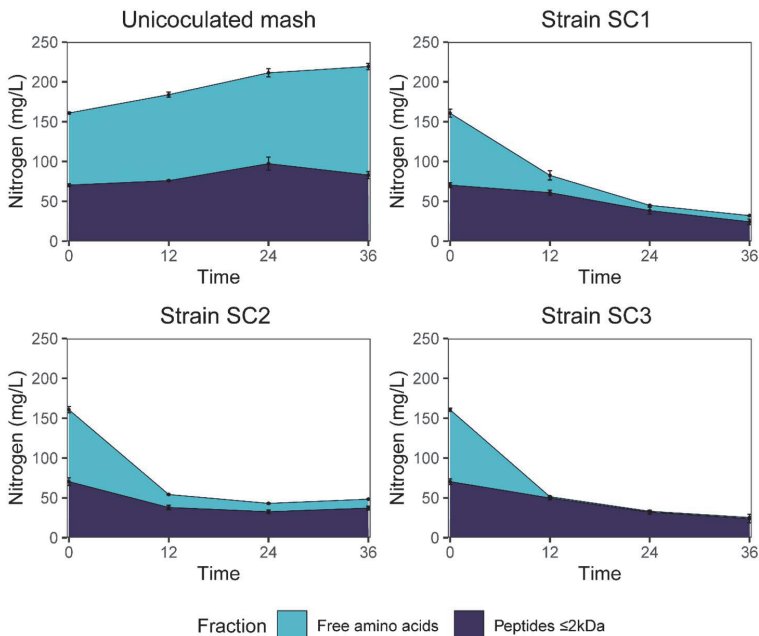 Unicoculated mash
250
200
150
100
50
0
Nitrogen (mg/L)
0 12 24 36
Time
Strain SC1
250
200
150
100
50
0
Nitrogen (mg/L)
0 12 24 36
Time
Strain SC2
250
200
150
100
50
0
Nitrogen (mg/L)
0 12 24 36
Time
Strain SC3
250
200
150
100
50
0
Nitrogen (mg/L)
0 12 24 36
Time
Fraction Free amino acids Peptides ≤2kDa